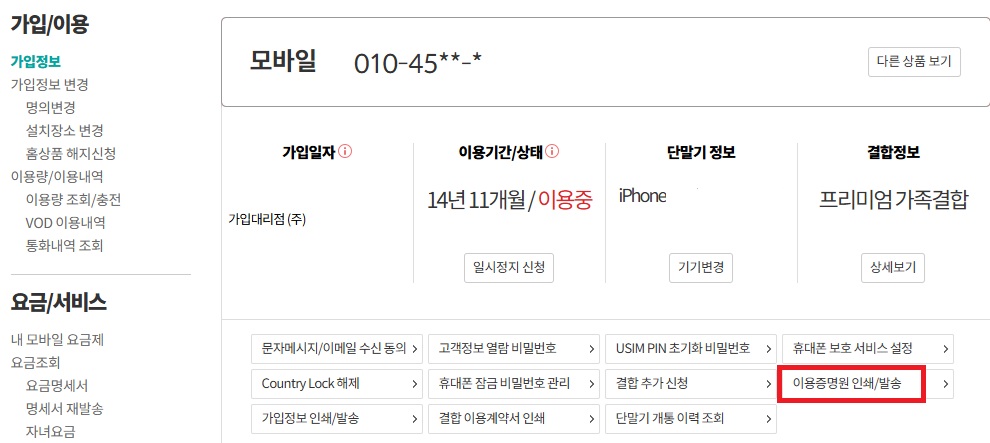 가입/이용
가입정보
가입정보 변경
명의변경
설치장소 변경
홈상품 해지신청
이용량/이용내역
이용량 조회/충전
VOD 이용내역
통화내역 조회
요금/서비스
내 모바일 요금제
요금조회
요금명세서
명세서 재발송
자녀요금
모바일 010-45**-* 다른 상품 보기
가입일자 이용기간/상태 단말기 정보 결합정보
가입대리점 (주) 14년 11개월 / 이용중 iPhone 프리미엄 가족결합
일시정지 신청 기기변경 상세보기
문자메시지/이메일 수신 동의 고객정보 열람 비밀번호 USIM PIN 초기화 비밀번호 휴대폰 보호 서비스 설정
Country Lock 해제 휴대폰 잠금 비밀번호 관리 결합 추가 신청 이용증명원 인쇄/발송
가입정보 인쇄/발송 결합 이용계약서 인쇄 단말기 개통 이력 조회